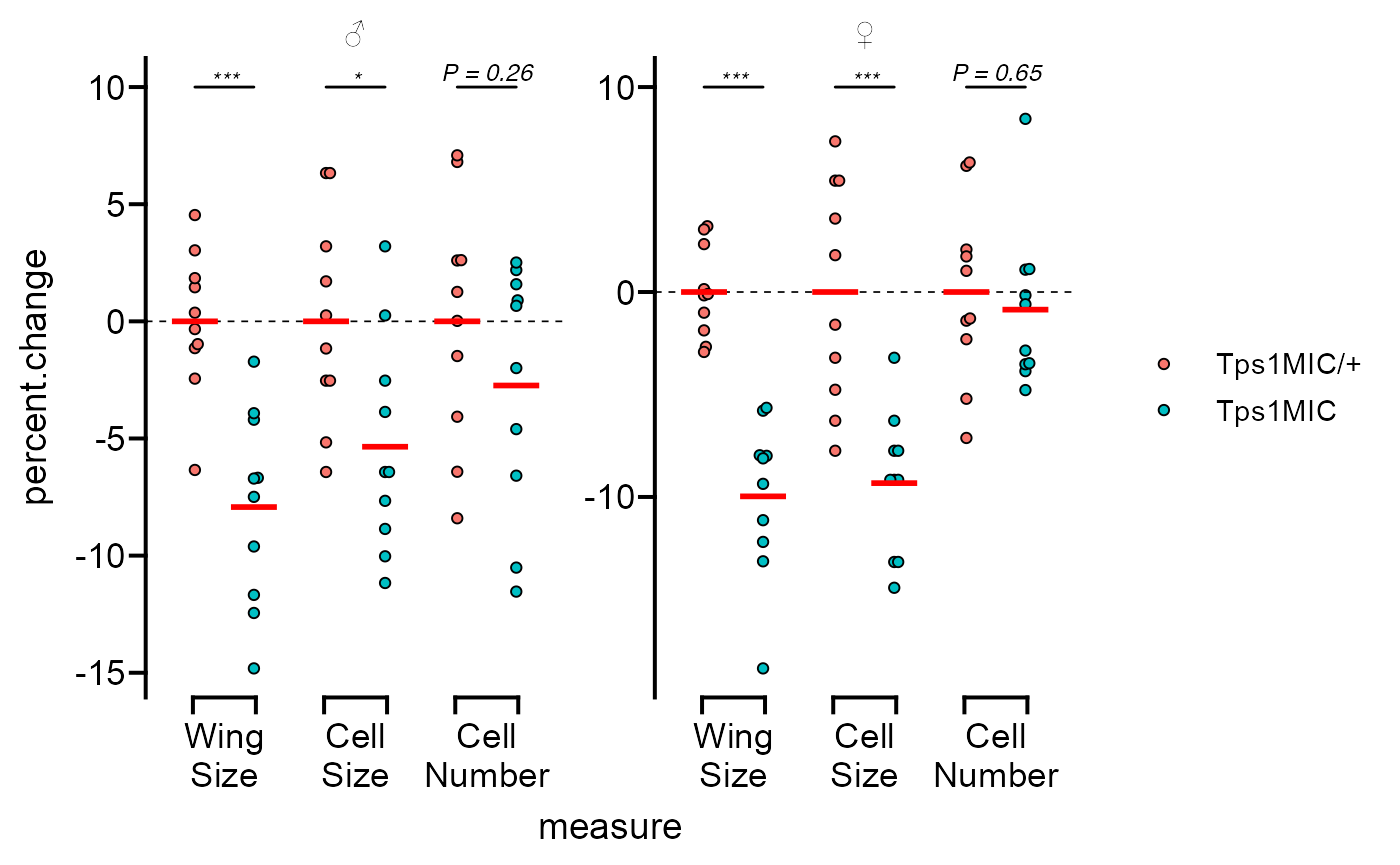 ♂
♀
*** * P = 0.26
*** *** P = 0.65
10
5
0
-5
-10
-15
10
0
-10
percent.change
Wing Size
Cell Size
Cell Number
Wing Size
Cell Size
Cell Number
measure
Tps1MIC/+
Tps1MIC